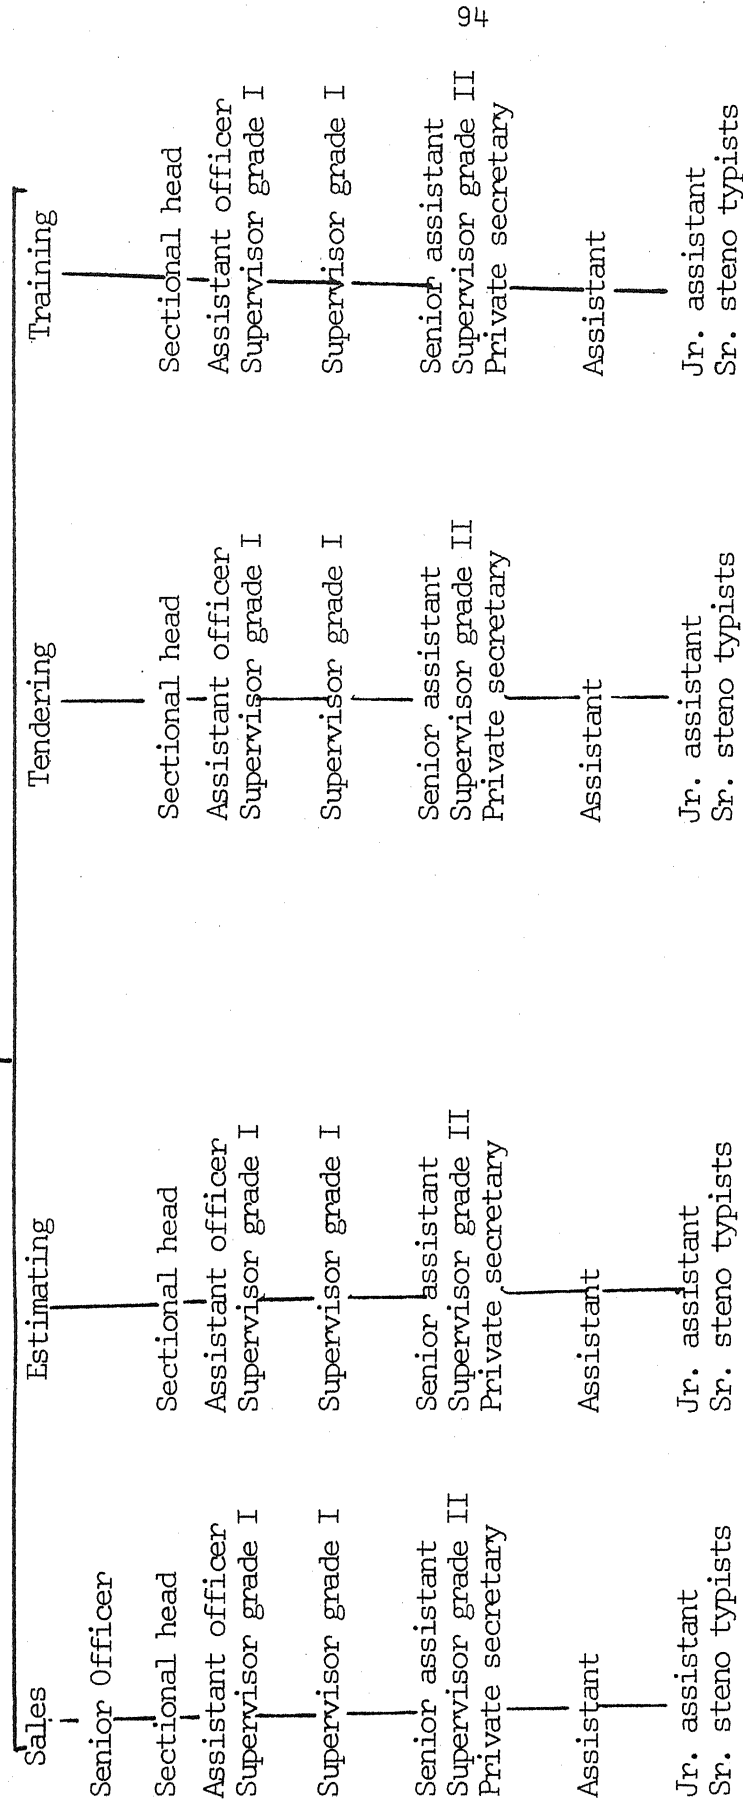 94
Sales
Senior Officer
Sectional head
Assistant officer
Supervisor grade I
Supervisor grade I
Senior assistant
Supervisor grade II
Private secretary
Assistant
Jr. assistant
Sr. steno typists
Estimating
Sectional head
Assistant officer
Supervisor grade I
Supervisor grade I
Senior assistant
Supervisor grade II
Private secretary
Assistant
Jr. assistant
Sr. steno typists
Tendering
Sectional head
Assistant officer
Supervisor grade I
Supervisor grade I
Senior assistant
Supervisor grade II
Private secretary
Assistant
Jr. assistant
Sr. steno typists
Training
Sectional head
Assistant officer
Supervisor grade I
Supervisor grade I
Senior assistant
Supervisor grade II
Private secretary
Assistant
Jr. assistant
Sr. steno typists